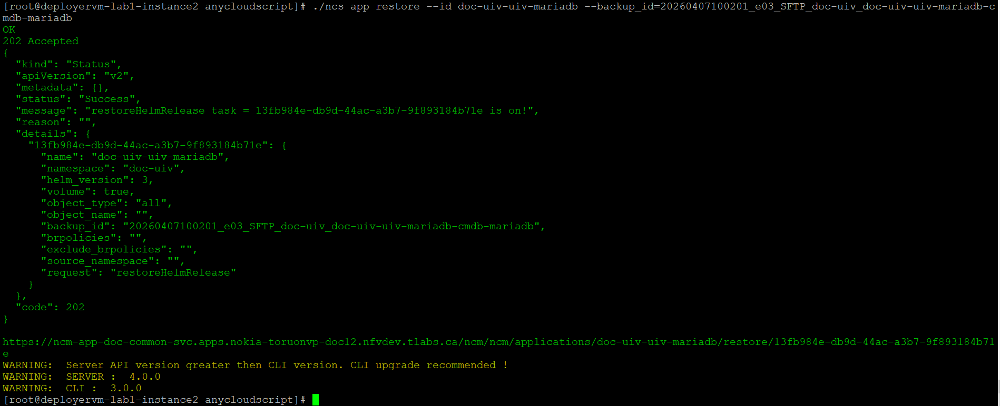 [root@deployervm-lab1-instance2 anycloudscript]# ./ncs app restore --id doc-uiv-uiv-mariadb --backup_id=20260407100201_e03_SFTP_doc-uiv_doc-uiv-uiv-mariadb-c
mdb-mariadb
OK
202 Accepted
{
  "kind": "Status",
  "apiVersion": "v2",
  "metadata": {},
  "status": "Success",
  "message": "restoreHelmRelease task = 13fb984e-db9d-44ac-a3b7-9f893184b71e is on!",
  "reason": "",
  "details": {
    "13fb984e-db9d-44ac-a3b7-9f893184b71e": {
      "name": "doc-uiv-uiv-mariadb",
      "namespace": "doc-uiv",
      "helm_version": 3,
      "volume": true,
      "object_type": "all",
      "object_name": "",
      "backup_id": "20260407100201_e03_SFTP_doc-uiv_doc-uiv-uiv-mariadb-cmdb-mariadb",
      "brpolicies": "",
      "exclude_brpolicies": "",
      "source_namespace": "",
      "request": "restoreHelmRelease"
    }
  },
  "code": 202
}
https://ncm-app-doc-common-svc.apps.nokia-toruonvp-doc12.nfvdev.tlabs.ca/ncm/ncm/applications/doc-uiv-uiv-mariadb/restore/13fb984e-db9d-44ac-a3b7-9f893184b71
e
WARNING:  Server API version greater then CLI version. CLI upgrade recommended !
WARNING:  SERVER :  4.0.0
WARNING:  CLI :  3.0.0
[root@deployervm-lab1-instance2 anycloudscript]#